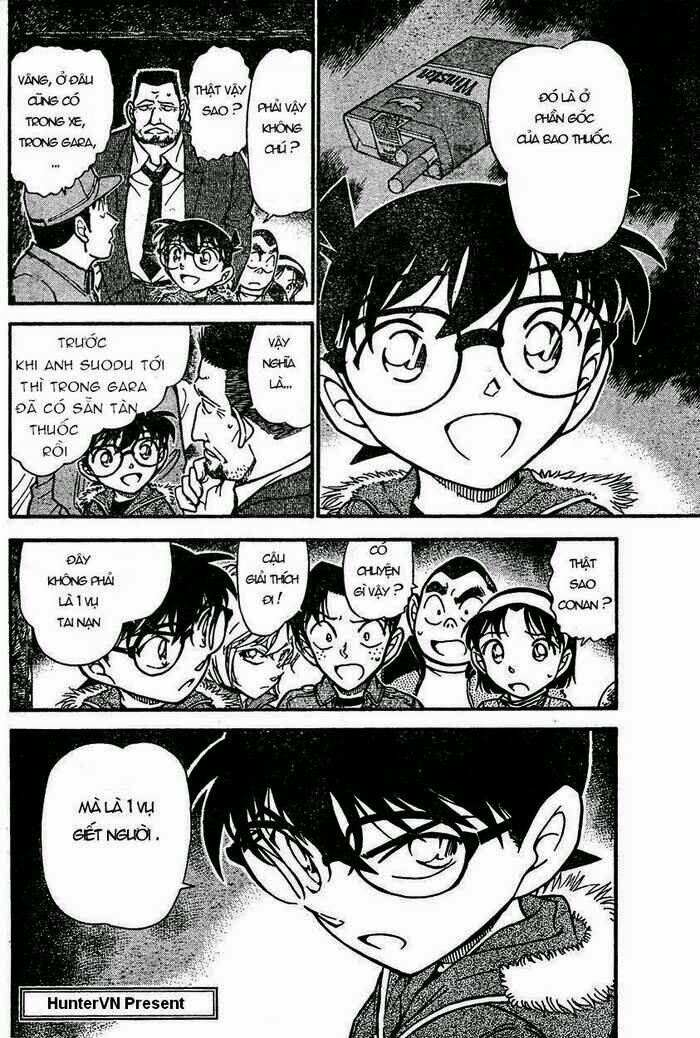 Winston
ĐÓ LÀ Ở
PHẦN GÓC
CỦA BAO THUỐC.
PHẢI VẬY
KHÔNG
CHÚ ?
THẬT VẬY
SAO ?
VÂNG, Ở ĐÂU
CŨNG CÓ
TRONG XE,
TRONG GARA,
...
VẬY
NGHĨA
LÀ...
TRƯỚC
KHI ANH SUODU TỚI
THÌ TRONG GARA
ĐÃ CÓ SẴN TÀN
THUỐC
RỒI
THẬT
SAO
CONAN ?
CÓ
CHUYỆN
GÌ VẬY ?
CẬU
GIẢI THÍCH
ĐI !
ĐÂY
KHÔNG PHẢI
LÀ 1 VỤ
TAI NẠN
MÀ LÀ 1 VỤ
GIẾT NGƯỜI .
HunterVN Present